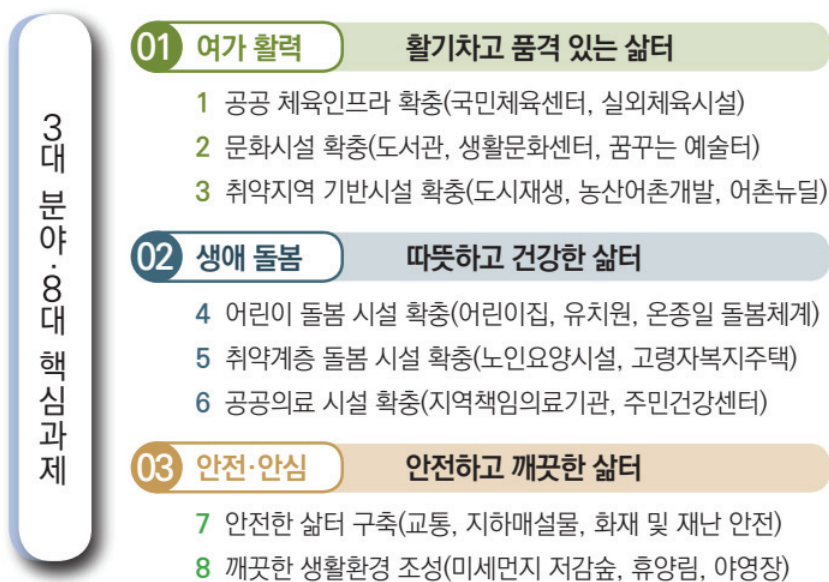 3대 분야·8대 핵심과제
01 여가 활력 활기차고 품격 있는 삶터
1 공공 체육인프라 확충(국민체육센터, 실외체육시설)
2 문화시설 확충(도서관, 생활문화센터, 꿈꾸는 예술터)
3 취약지역 기반시설 확충(도시재생, 농산어촌개발, 어촌뉴딜)
02 생애 돌봄 따뜻하고 건강한 삶터
4 어린이 돌봄 시설 확충(어린이집, 유치원, 온종일 돌봄체계)
5 취약계층 돌봄 시설 확충(노인요양시설, 고령자복지주택)
6 공공의료 시설 확충(지역책임의료기관, 주민건강센터)
03 안전·안심 안전하고 깨끗한 삶터
7 안전한 삶터 구축(교통, 지하매설물, 화재 및 재난 안전)
8 깨끗한 생활환경 조성(미세먼지 저감숲, 휴양림, 야영장)